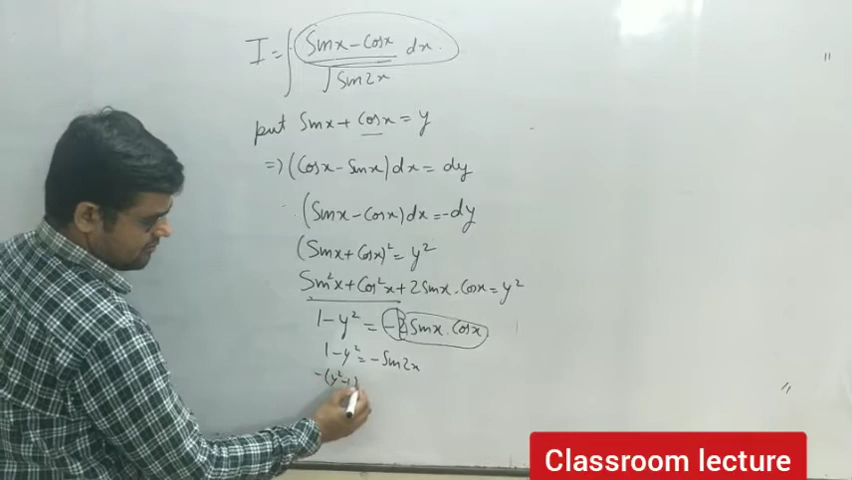 I = ∫ Sinx - Cosx dx
√Sin2x
put Sinx + Cosx = y
=> (Cosx - Sinx) dx = dy
(Sinx - Cosx) dx = -dy
(Sinx + Cosx)² = y²
Sin²x + Cos²x + 2Sinx . Cosx = y²
1 - y² = -2Sinx . Cosx
1 - y² = -Sin2x
-(y²-1)
Classroom lecture